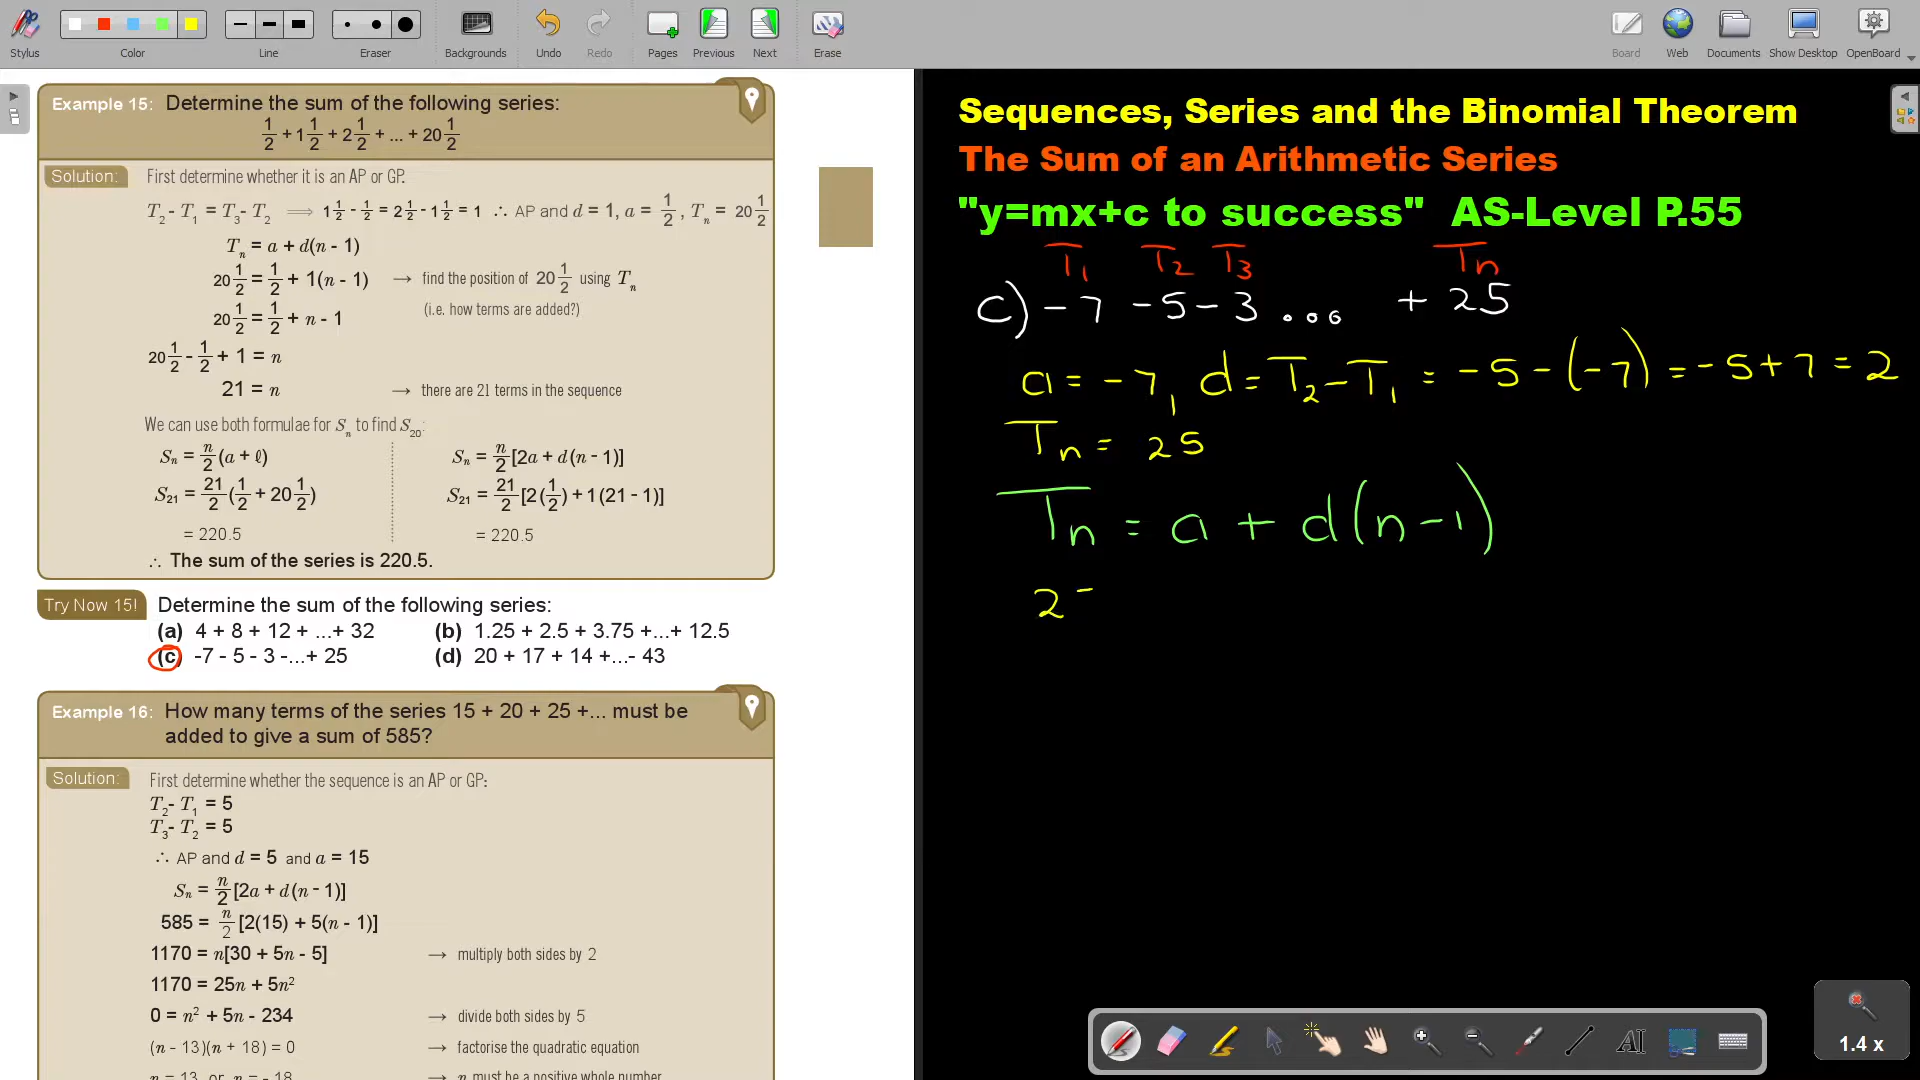 Stylus
Color
Line
Eraser
Backgrounds
Undo
Redo
Pages
Previous
Next
Erase
Board
Web
Documents
Show Desktop
OpenBoard
Example 15: Determine the sum of the following series:
1/2 + 1 1/2 + 2 1/2 + ... + 20 1/2
Solution: First determine whether it is an AP or GP.
T₂ - T₁ = T₃ - T₂ ⟹ 1 1/2 - 1/2 = 2 1/2 - 1 1/2 = 1 ∴ AP and d = 1, a = 1/2, Tₙ = 20 1/2
Tₙ = a + d(n - 1)
20 1/2 = 1/2 + 1(n - 1) → find the position of 20 1/2 using Tₙ
(i.e. how terms are added?)
20 1/2 = 1/2 + n - 1
20 1/2 - 1/2 + 1 = n
21 = n → there are 21 terms in the sequence
We can use both formulae for Sₙ to find S₂₀:
Sₙ = n/2 (a + ℓ) Sₙ = n/2 [2a + d(n - 1)]
S₂₁ = 21/2 (1/2 + 20 1/2) S₂₁ = 21/2 [2(1/2) + 1(21 - 1)]
= 220.5 = 220.5
∴ The sum of the series is 220.5.
Try Now 15! Determine the sum of the following series:
(a) 4 + 8 + 12 + ...+ 32 (b) 1.25 + 2.5 + 3.75 +...+ 12.5
(c) -7 - 5 - 3 -...+ 25 (d) 20 + 17 + 14 +...- 43
Example 16: How many terms of the series 15 + 20 + 25 +... must be
added to give a sum of 585?
Solution: First determine whether the sequence is an AP or GP:
T₂- T₁ = 5
T₃- T₂ = 5
∴ AP and d = 5 and a = 15
Sₙ = n/2 [2a + d(n - 1)]
585 = n/2 [2(15) + 5(n - 1)]
1170 = n[30 + 5n - 5] → multiply both sides by 2
1170 = 25n + 5n²
0 = n² + 5n - 234 → divide both sides by 5
(n - 13)(n + 18) = 0 → factorise the quadratic equation
n = 13 or n = - 18 → n must be a positive whole number
Sequences, Series and the Binomial Theorem
The Sum of an Arithmetic Series
"y=mx+c to success" AS-Level P.55
T₁ T₂ T₃ Tₙ
c) -7 -5 -3 ... + 25
a = -7, d = T₂ - T₁ = -5 - (-7) = -5 + 7 = 2
Tₙ = 25
Tₙ = a + d(n - 1)
2
1.4 x